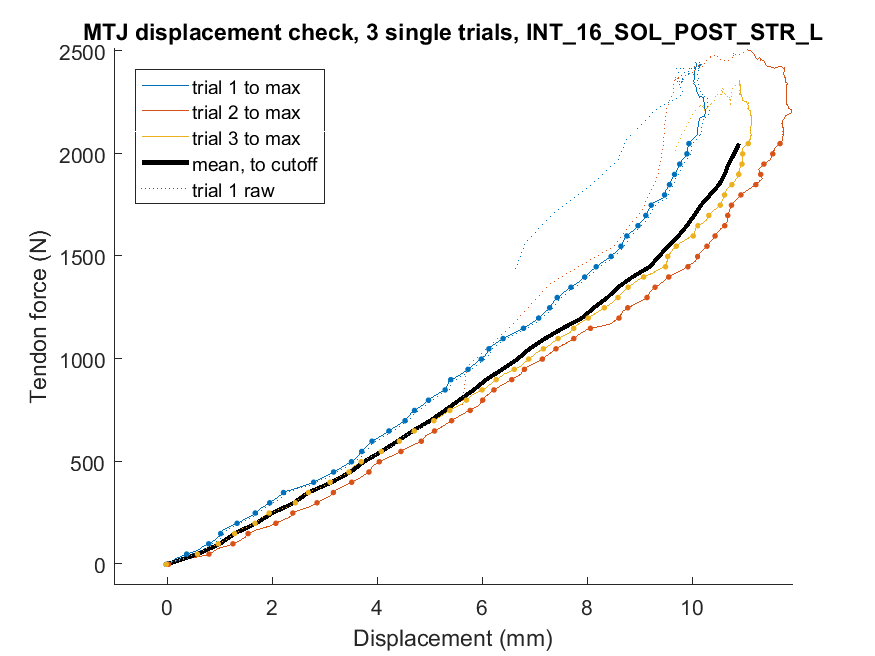 MTJ displacement check, 3 single trials, INT_16_SOL_POST_STR_L
2500
2000
1500
1000
500
0
Tendon force (N)
trial 1 to max
trial 2 to max
trial 3 to max
mean, to cutoff
trial 1 raw
0 2 4 6 8 10
Displacement (mm)